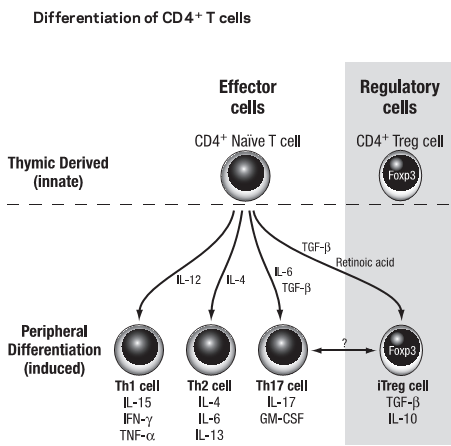 Differentiation of CD4⁺ T cells
Effector
cells
Regulatory
cells
CD4⁺ Naïve T cell
CD4⁺ Treg cell
Thymic Derived
(innate)
Foxp3
TGF-β
Retinoic acid
IL-12
IL-4
IL-6
TGF-β
Peripheral
Differentiation
(induced)
?
Foxp3
Th1 cell
IL-15
IFN-γ
TNF-α
Th2 cell
IL-4
IL-6
IL-13
Th17 cell
IL-17
GM-CSF
iTreg cell
TGF-β
IL-10